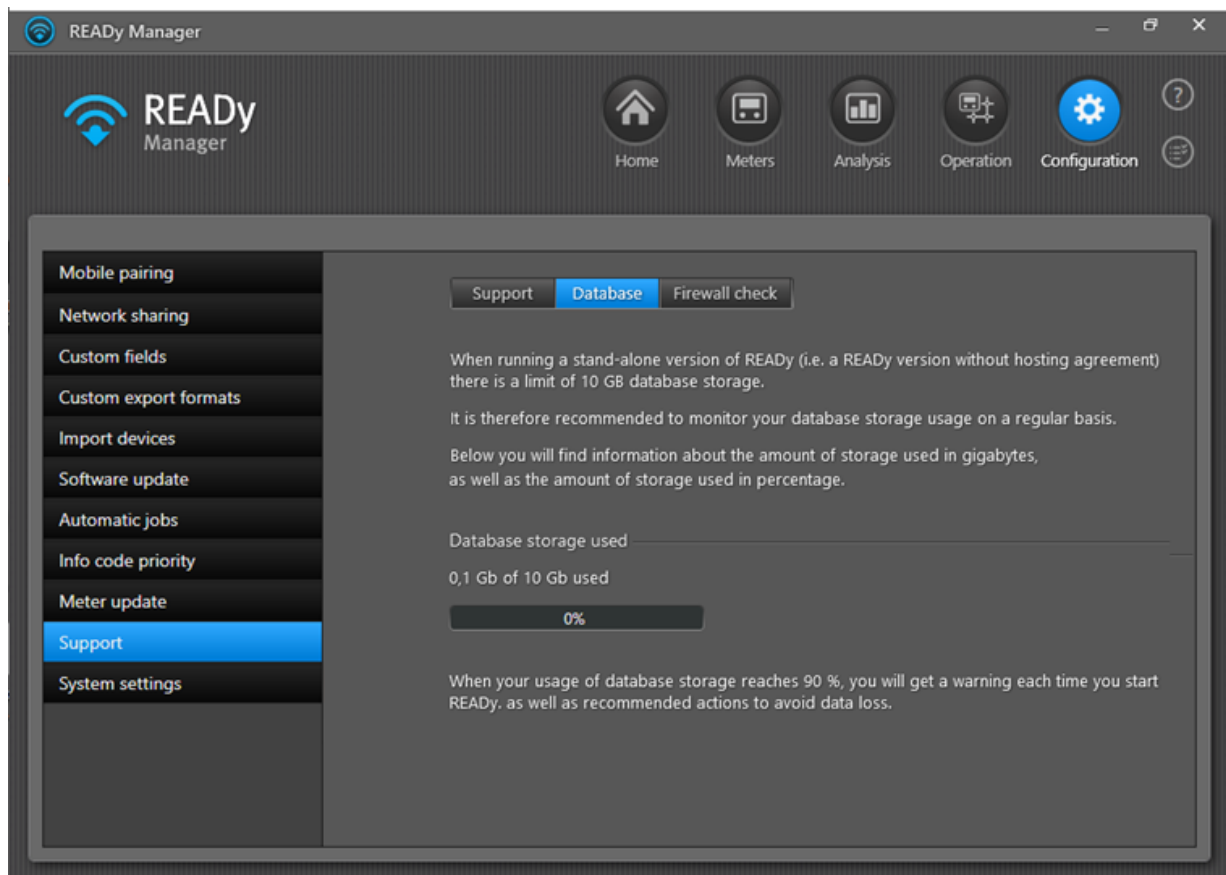 READy Manager
READy
Manager
Home
Meters
Analysis
Operation
Configuration
?
Mobile pairing
Network sharing
Custom fields
Custom export formats
Import devices
Software update
Automatic jobs
Info code priority
Meter update
Support
System settings
Support
Database
Firewall check
When running a stand-alone version of READy (i.e. a READy version without hosting agreement)
there is a limit of 10 GB database storage.
It is therefore recommended to monitor your database storage usage on a regular basis.
Below you will find information about the amount of storage used in gigabytes,
as well as the amount of storage used in percentage.
Database storage used
0,1 Gb of 10 Gb used
0%
When your usage of database storage reaches 90 %, you will get a warning each time you start
READy. as well as recommended actions to avoid data loss.